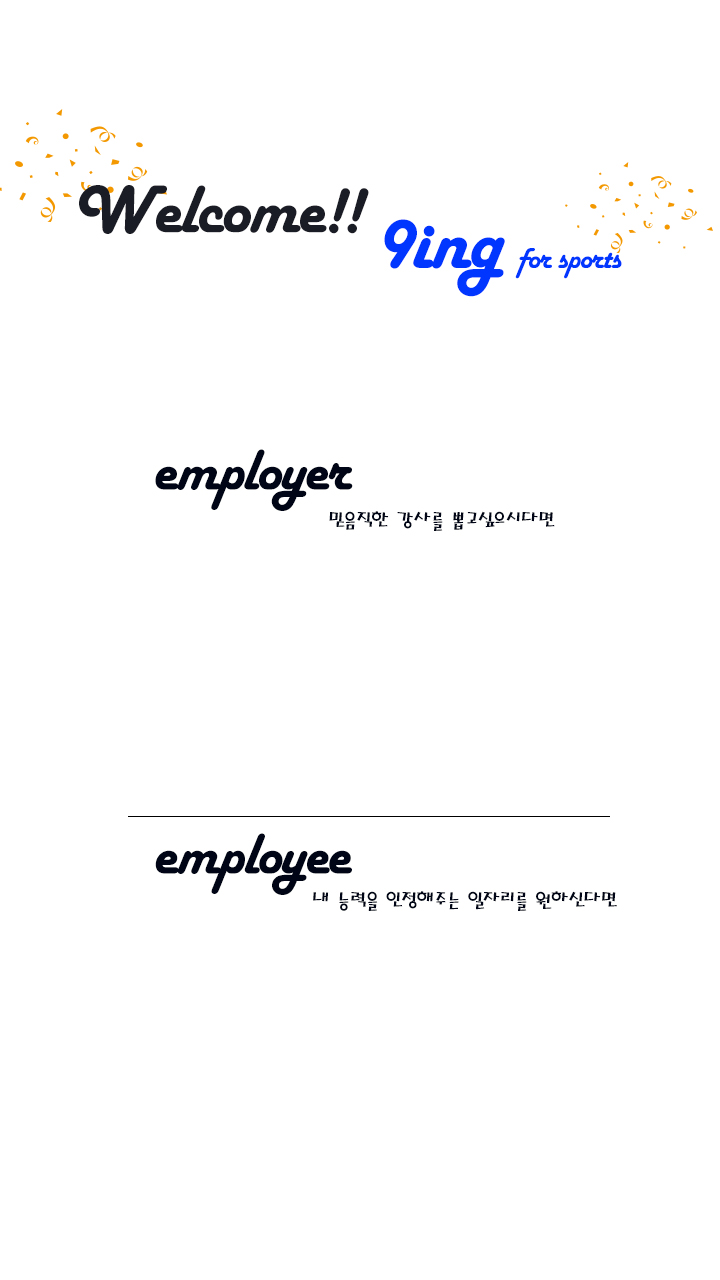 Welcome!!
9ing for sports
employer
믿음직한 강사를 뽑고싶으시다면
employee
내 능력을 인정해주는 일자리를 원하신다면